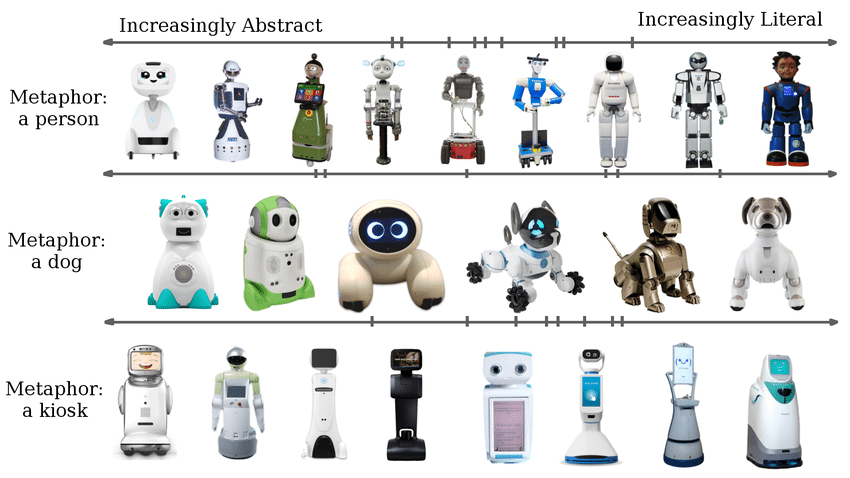 Increasingly Abstract
Increasingly Literal
Metaphor:
a person
Metaphor:
a dog
Metaphor:
a kiosk